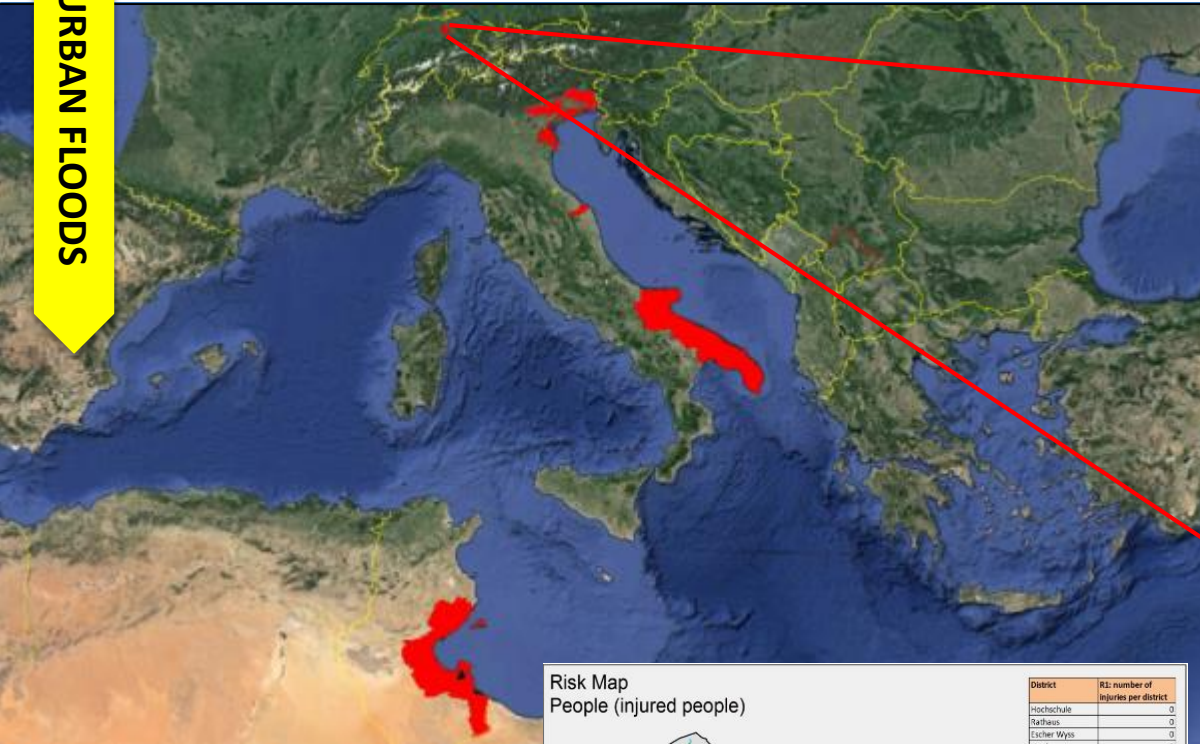 URBAN FLOODS
Risk Map
People (injured people)
District R1: number of
injuries per district
Hochschule 0
Rathaus 0
Escher Wyss 0